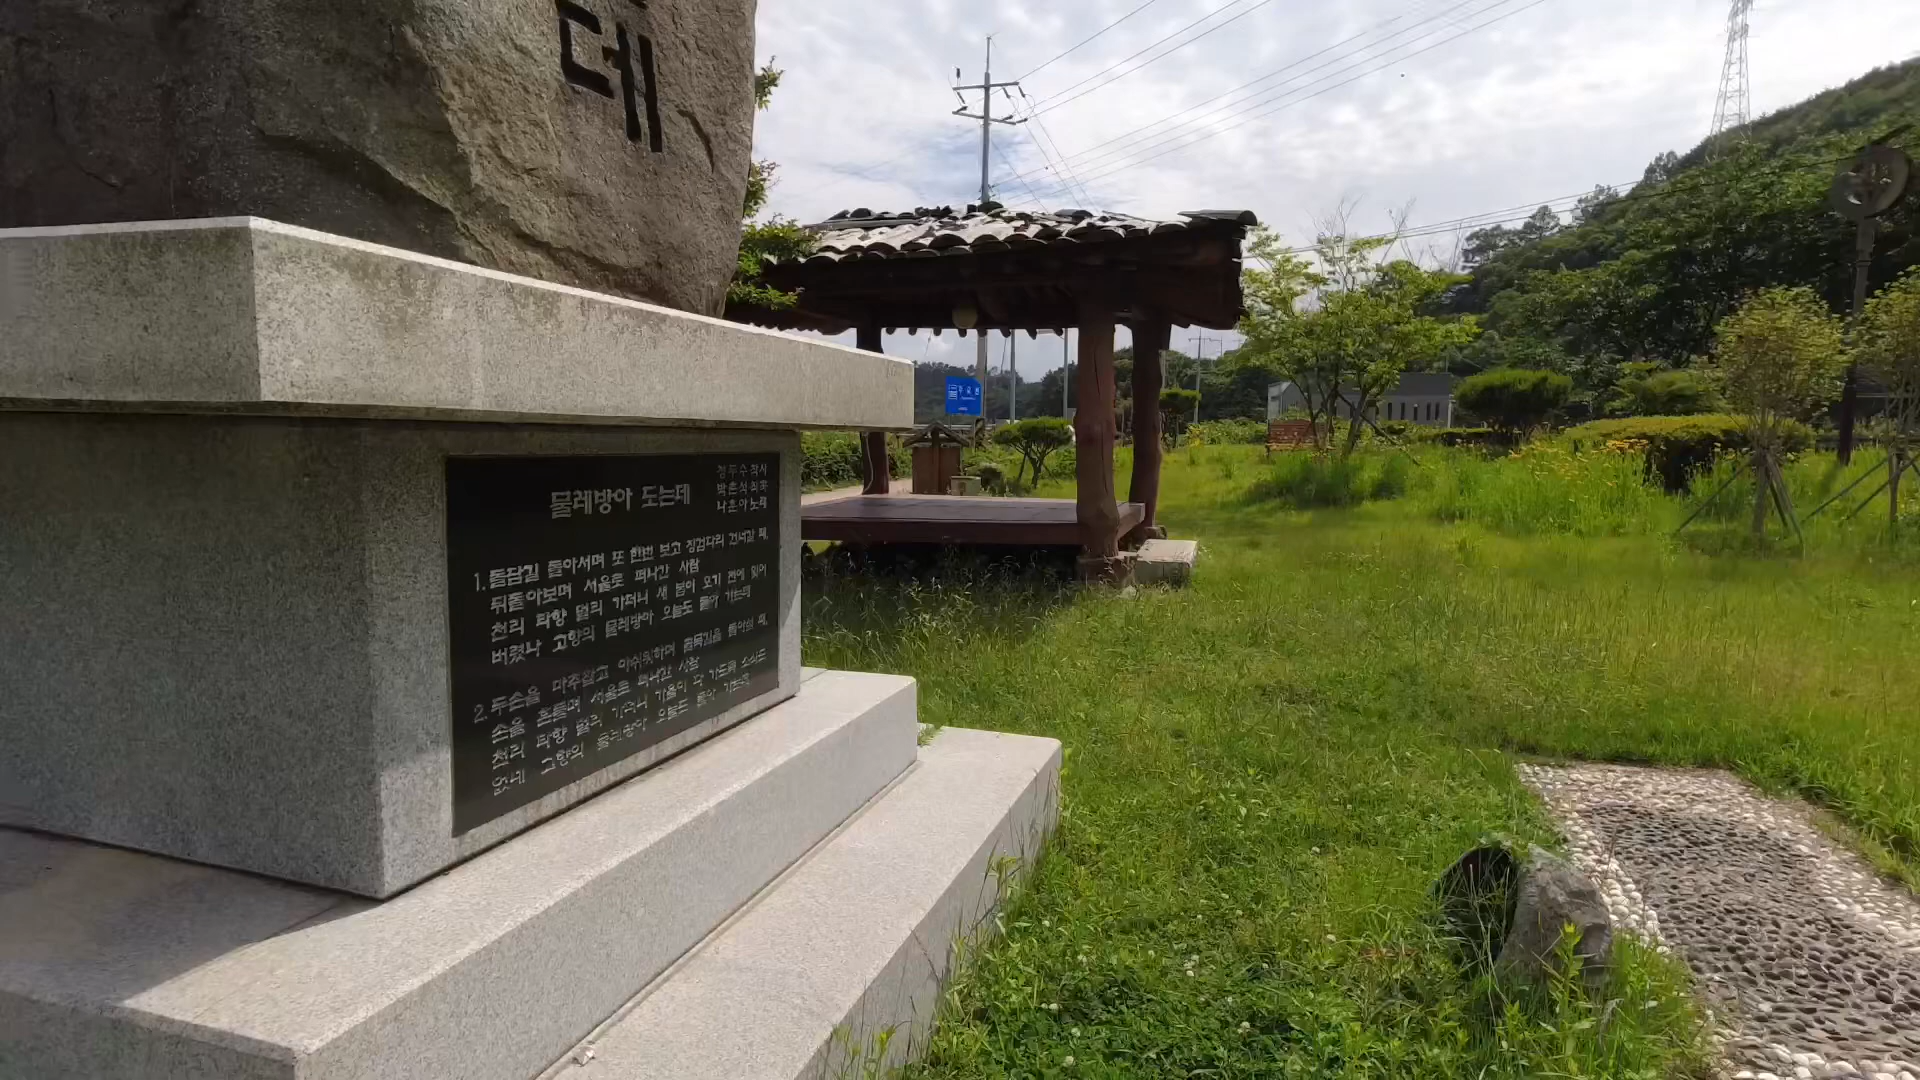 데
물레방아 도는데
정두수 작사
박춘석 작곡
나훈아 노래
1. 돌담길 돌아서며 또 한번 보고 징검다리 건너갈 때,
뒤돌아보며 서울로 떠나간 사람
천리 타향 멀리 가더니 새 봄이 오기 전에 잊어
버렸나 고향의 물레방아 오늘도 돌아 가는데
2. 두손을 마주잡고 아쉬워하며 골목길을 돌아설 때,
손을 흔들며 서울로 떠나간 사람
천리 타향 멀리 가더니 가을이 다 가도록 소식도
없네 고향의 물레방아 오늘도 돌아 가는데